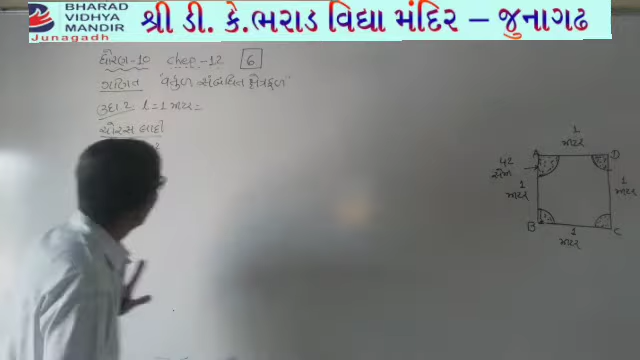 BHARAD
VIDHYA
MANDIR
Junagadh
શ્રી ડી. કે.ભરાડ વિદ્યા મંદિર – જુનાગઢ
ધોરણ-10 chep-12 6
ગણિત "વર્તુળ સંબંધિત ક્ષેત્રફળ"
ઉદા.2 l = 1 મીટર =
ચોરસ
1
મીટર
A D
42
સેમી
1
મીટર
1
મીટર
B C
1
મીટર